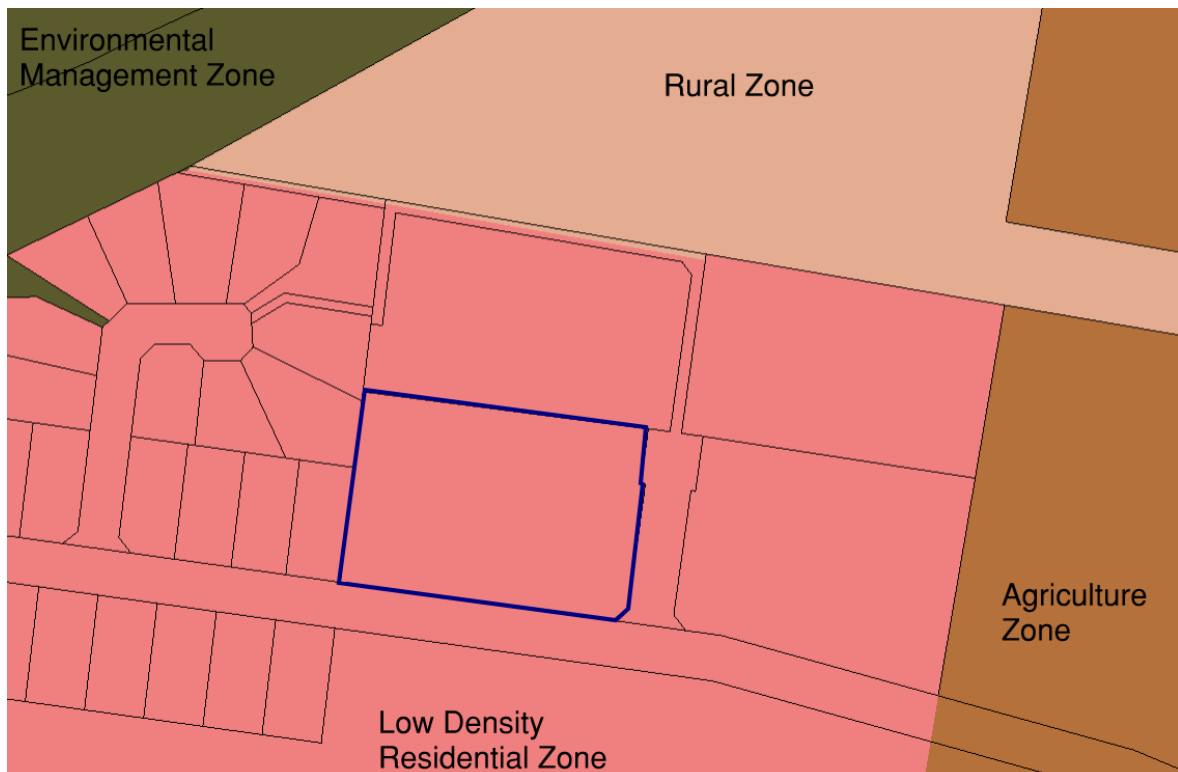 Environmental
Management Zone
Rural Zone
Agriculture
Zone
Low Density
Residential Zone